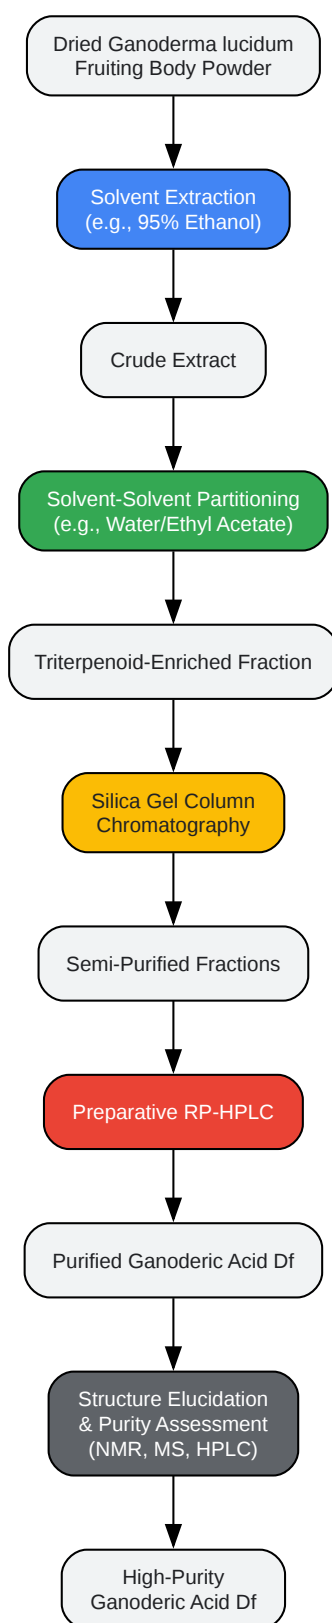 Dried Ganoderma lucidum
Fruiting Body Powder
Solvent Extraction
(e.g., 95% Ethanol)
Crude Extract
Solvent-Solvent Partitioning
(e.g., Water/Ethyl Acetate)
Triterpenoid-Enriched Fraction
Silica Gel Column
Chromatography
Semi-Purified Fractions
Preparative RP-HPLC
Purified Ganoderic Acid Df
Structure Elucidation
& Purity Assessment
(NMR, MS, HPLC)
High-Purity
Ganoderic Acid Df